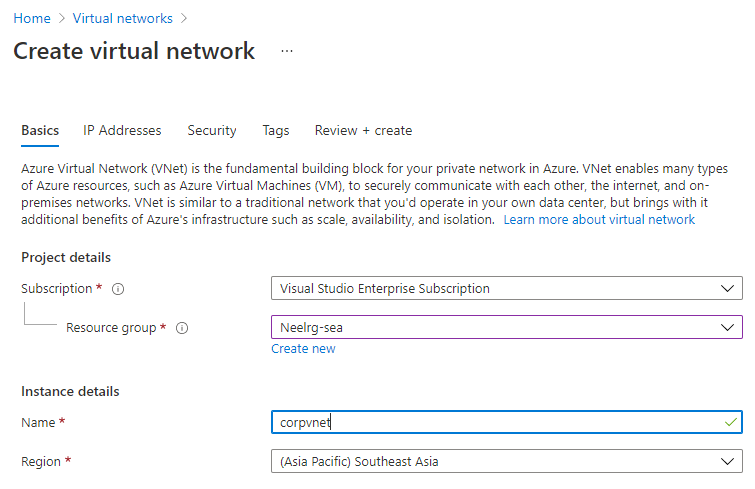 Home > Virtual networks >
Create virtual network ...
Basics IP Addresses Security Tags Review + create
Azure Virtual Network (VNet) is the fundamental building block for your private network in Azure. VNet enables many types
of Azure resources, such as Azure Virtual Machines (VM), to securely communicate with each other, the internet, and on-
premises networks. VNet is similar to a traditional network that you'd operate in your own data center, but brings with it
additional benefits of Azure's infrastructure such as scale, availability, and isolation. Learn more about virtual network
Project details
Subscription * Visual Studio Enterprise Subscription
Resource group * Neelrg-sea
Create new
Instance details
Name * corpvnet
Region * (Asia Pacific) Southeast Asia